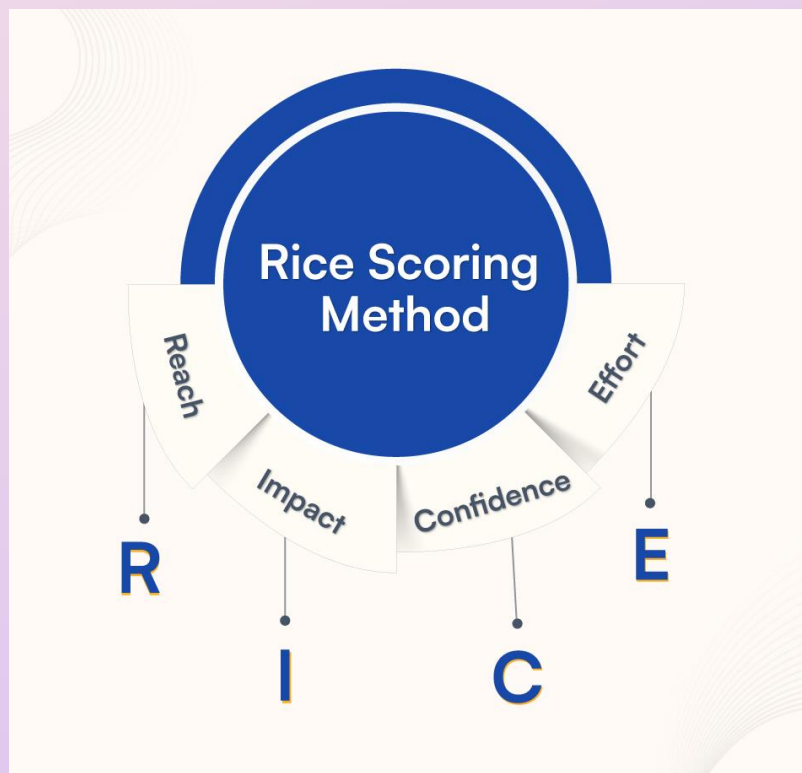 Rice Scoring
Method
Reach
Impact
Confidence
Effort
R
I
C
E